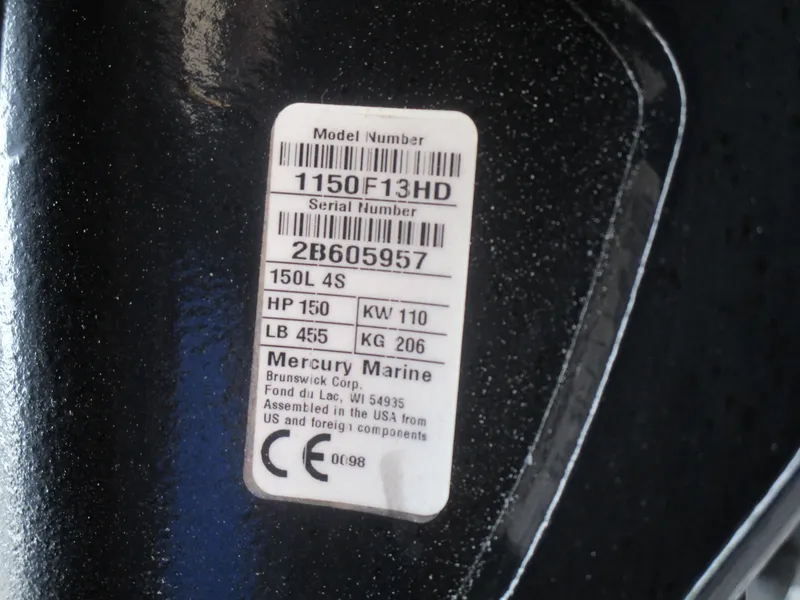 Model Number
1150F13HD
Serial Number
2B605957
150L 4S
HP 150 KW 110
LB 455 KG 206
Mercury Marine
Brunswick Corp.
Fond du Lac, WI 54935
Assembled in the USA from
US and foreign components
CE 0098